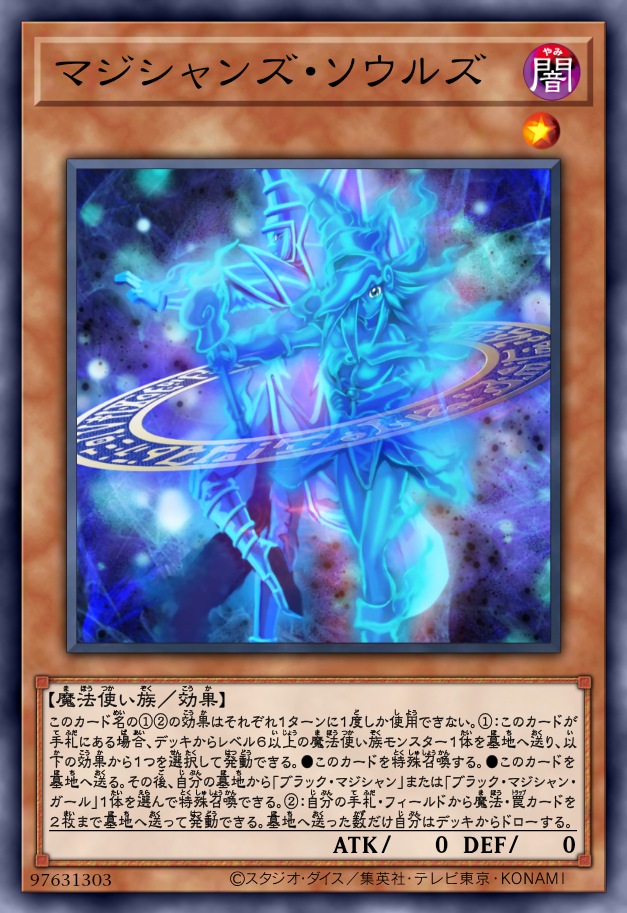 マジシャンズ・ソウルズ
闇
【魔法使い族／効果】
このカード名の①②の効果はそれぞれ1ターンに1度しか使用できない。①：このカードが
手札にある場合、デッキからレベル６以上の魔法使い族モンスター1体を墓地へ送り、以
下の効果から1つを選択して発動できる。●このカードを特殊召喚する。●このカードを
墓地へ送る。その後、自分の墓地から「ブラック・マジシャン」または「ブラック・マジシャン・
ガール」1体を選んで特殊召喚できる。②：自分の手札・フィールドから魔法・罠カードを
２枚まで墓地へ送って発動できる。墓地へ送った数だけ自分はデッキからドローする。
ATK/ 0 DEF/ 0
97631303 ©スタジオ・ダイス／集英社・テレビ東京・KONAMI